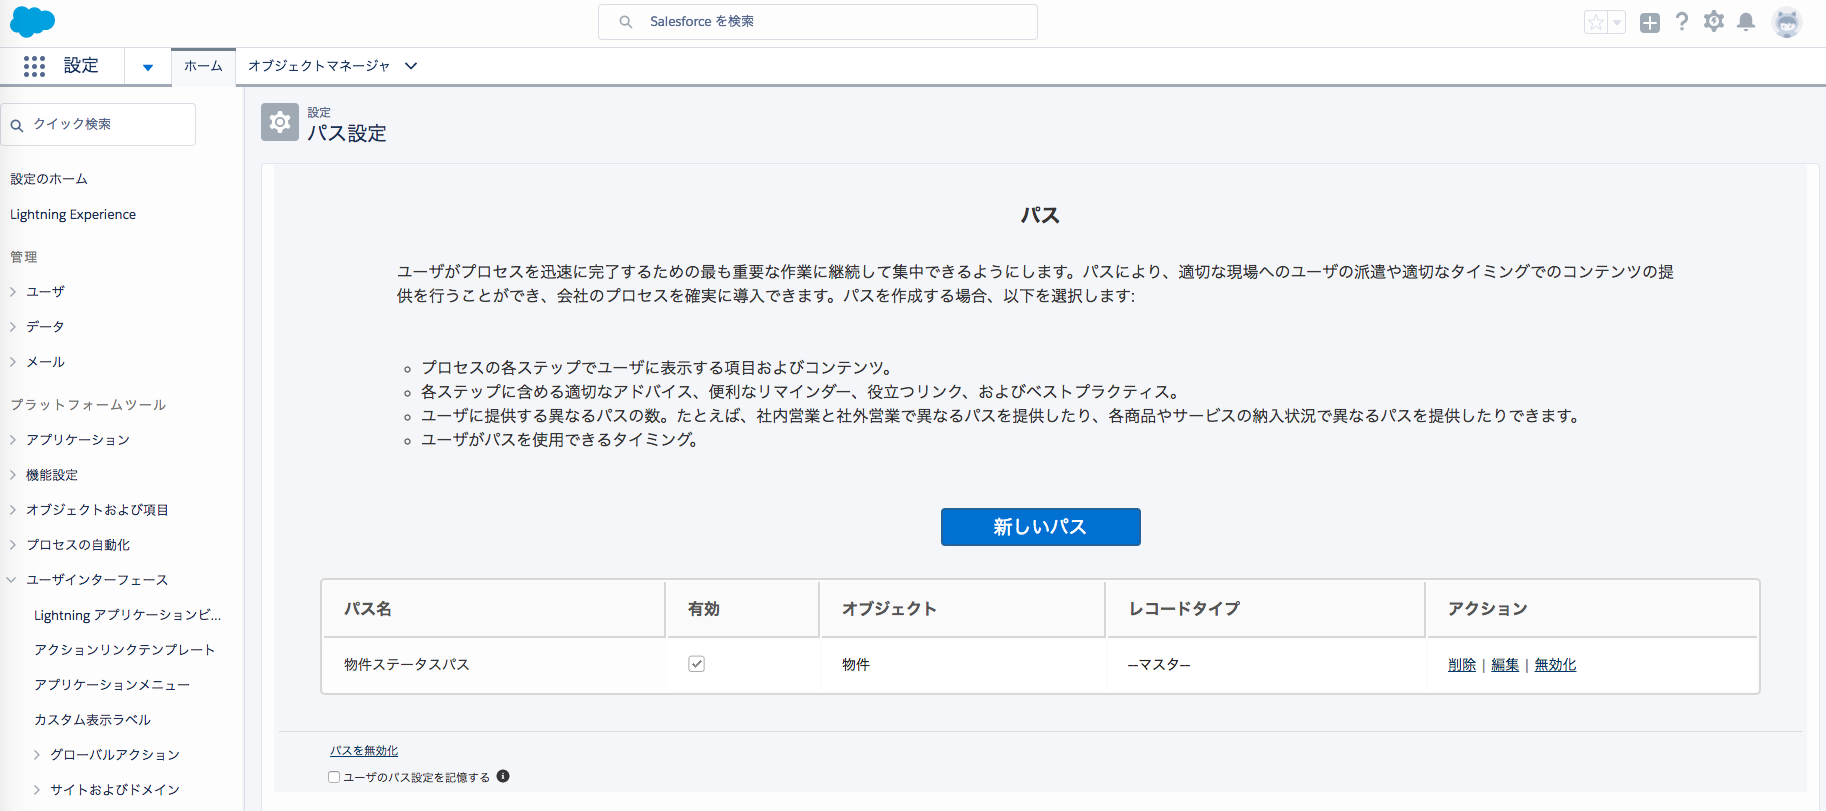 Salesforce を検索
設定
ホーム
オブジェクトマネージャ
クイック検索
設定のホーム
Lightning Experience
管理
ユーザ
データ
メール
プラットフォームツール
アプリケーション
機能設定
オブジェクトおよび項目
プロセスの自動化
ユーザインターフェース
Lightning アプリケーションビ...
アクションリンクテンプレート
アプリケーションメニュー
カスタム表示ラベル
グローバルアクション
サイトおよびドメイン
設定
パス設定
パス
ユーザがプロセスを迅速に完了するための最も重要な作業に継続して集中できるようにします。パスにより、適切な現場へのユーザの派遣や適切なタイミングでのコンテンツの提
供を行うことができ、会社のプロセスを確実に導入できます。パスを作成する場合、以下を選択します:
プロセスの各ステップでユーザに表示する項目およびコンテンツ。
各ステップに含める適切なアドバイス、便利なリマインダー、役立つリンク、およびベストプラクティス。
ユーザに提供する異なるパスの数。たとえば、社内営業と社外営業で異なるパスを提供したり、各商品やサービスの納入状況で異なるパスを提供したりできます。
ユーザがパスを使用できるタイミング。
新しいパス
パス名 有効 オブジェクト レコードタイプ アクション
物件ステータスパス 物件 --マスタ-- 削除 | 編集 | 無効化
パスを無効化
ユーザのパス設定を記憶する